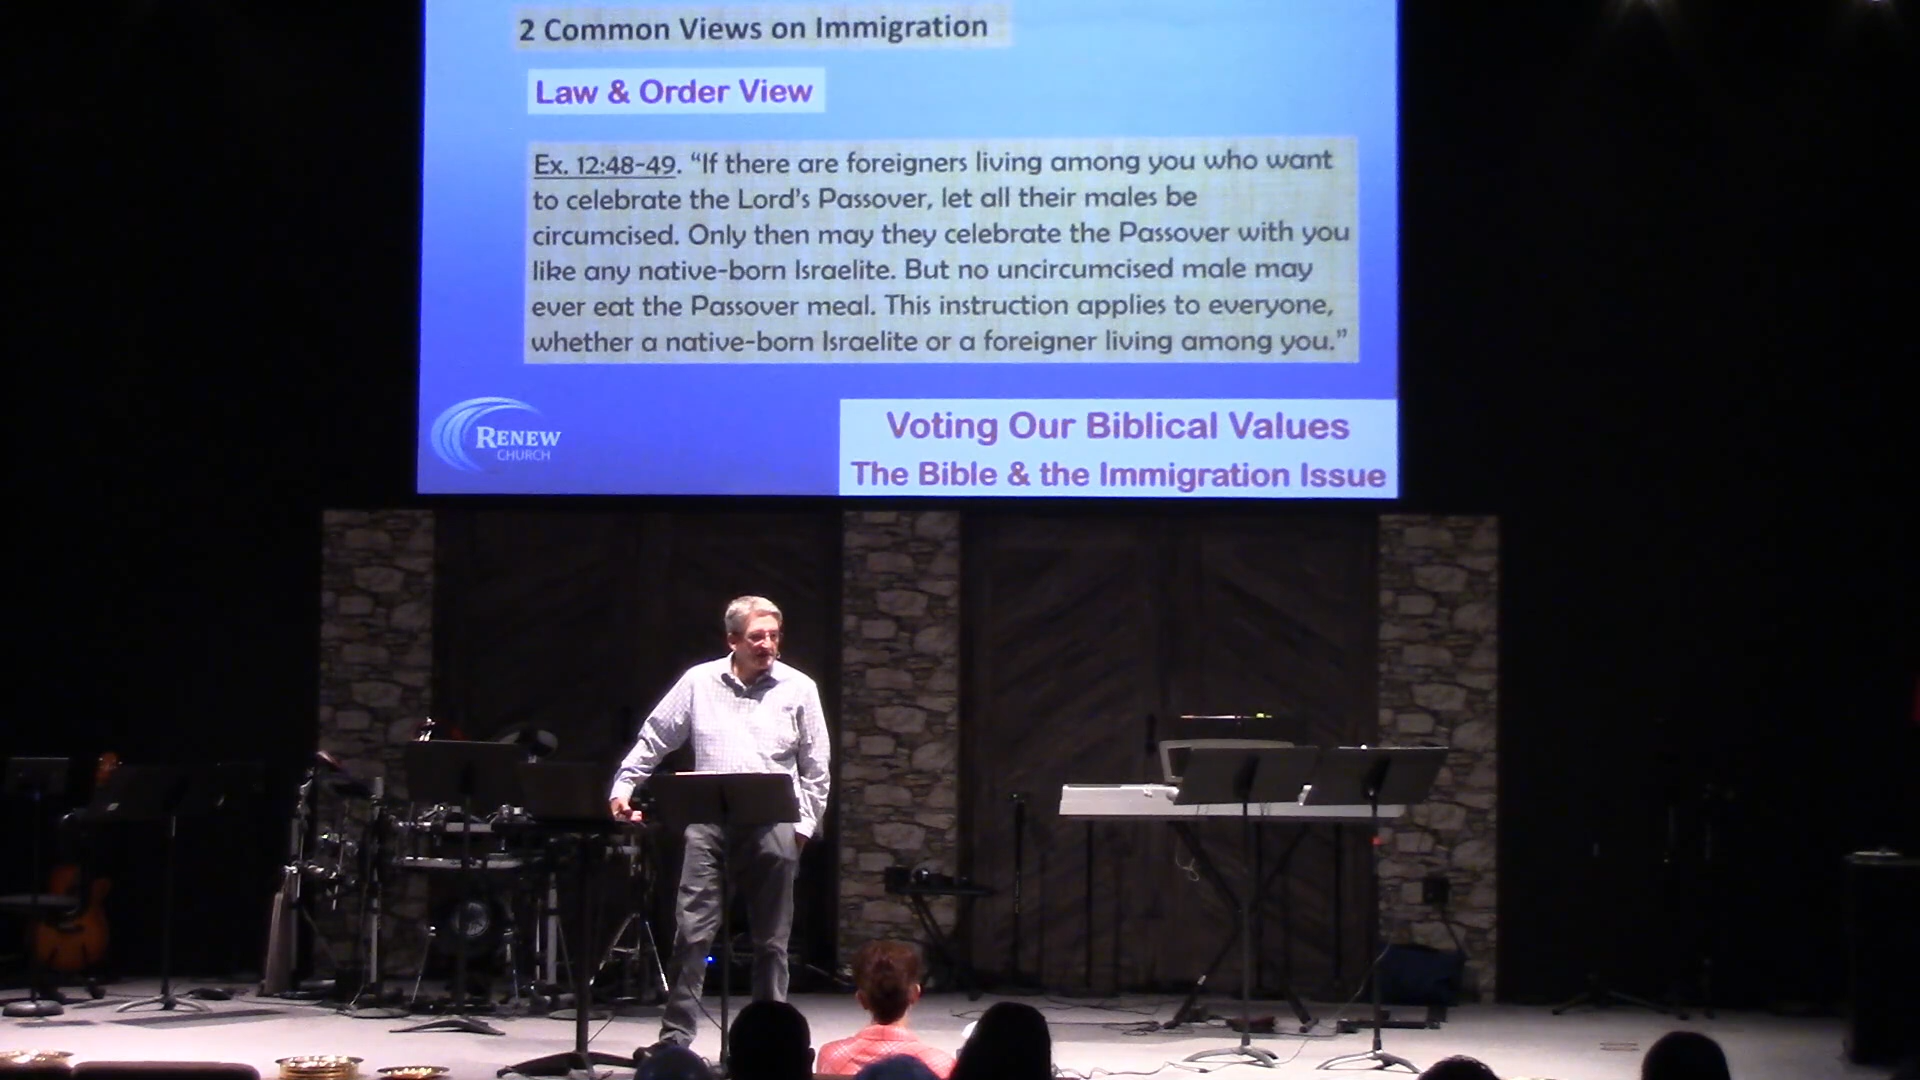 2 Common Views on Immigration
Law & Order View
Ex. 12:48-49. “If there are foreigners living among you who want
to celebrate the Lord’s Passover, let all their males be
circumcised. Only then may they celebrate the Passover with you
like any native-born Israelite. But no uncircumcised male may
ever eat the Passover meal. This instruction applies to everyone,
whether a native-born Israelite or a foreigner living among you.”
RENEW
CHURCH
Voting Our Biblical Values
The Bible & the Immigration Issue